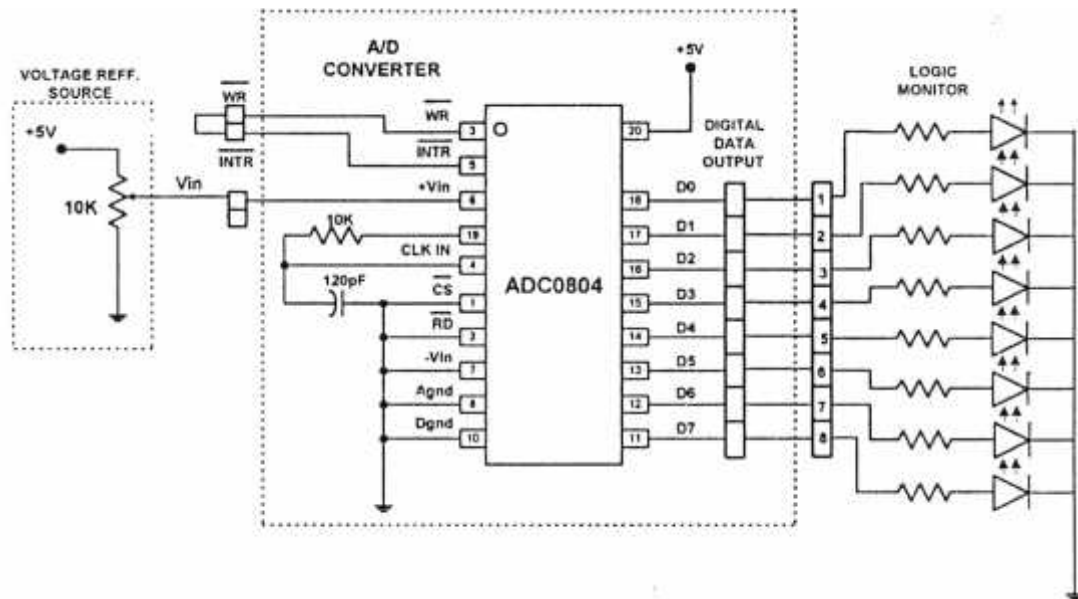 VOLTAGE REFF.
SOURCE
+5V
10K
Vin
WR
INTR
A/D
CONVERTER
WR
3
INTR
5
+Vin
6
10K
19
CLK IN
4
120pF
CS
1
RD
2
-Vin
7
Agnd
8
Dgnd
10
ADC0804
+5V
20
DIGITAL
DATA
OUTPUT
D0
18
D1
17
D2
16
D3
15
D4
14
D5
13
D6
12
D7
11
1
2
3
4
5
6
7
8
LOGIC
MONITOR